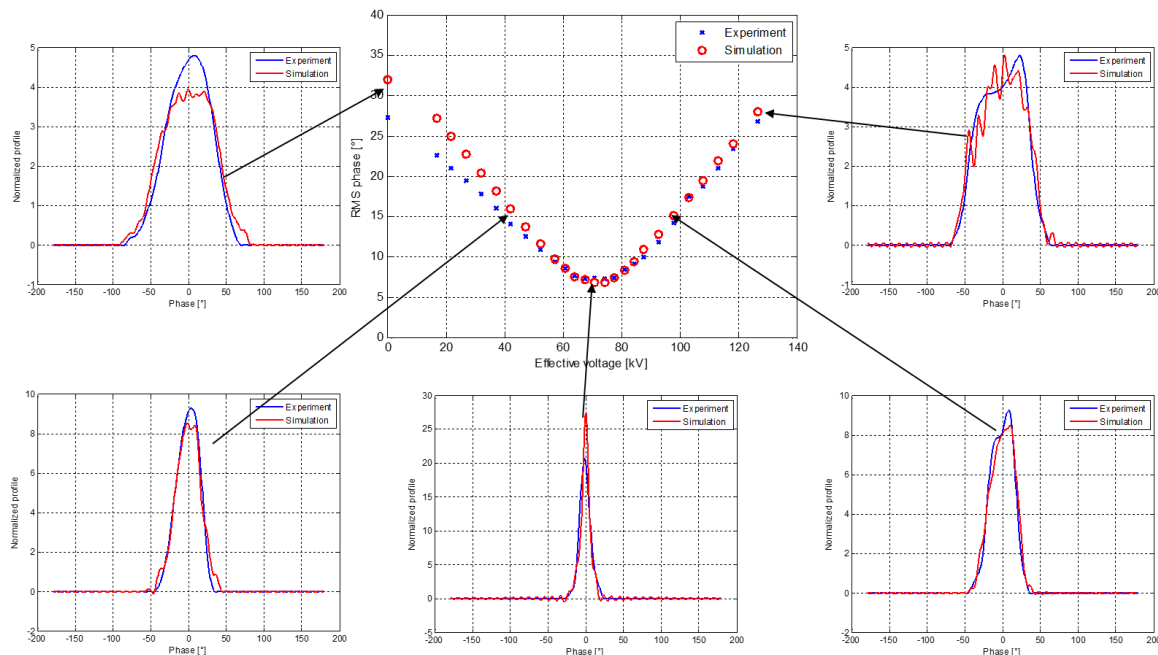 40
35
30
25
20
15
10
5
0
0 20 40 60 80 100 120 140
RMS phase [°]
Effective voltage [kV]
Experiment
Simulation
5
4
3
2
1
0
-1
-200 -150 -100 -50 0 50 100 150 200
Normalized profile
Phase [°]
Experiment
Simulation
5
4
3
2
1
0
-1
-200 -150 -100 -50 0 50 100 150 200
Normalized profile
Phase [°]
Experiment
Simulation
10
8
6
4
2
0
-2
-200 -150 -100 -50 0 50 100 150 200
Normalized profile
Phase [°]
Experiment
Simulation
30
25
20
15
10
5
0
-5
-200 -150 -100 -50 0 50 100 150 200
Normalized profile
Phase [°]
Experiment
Simulation
10
8
6
4
2
0
-2
-200 -150 -100 -50 0 50 100 150 200
Normalized profile
Phase [°]
Experiment
Simulation